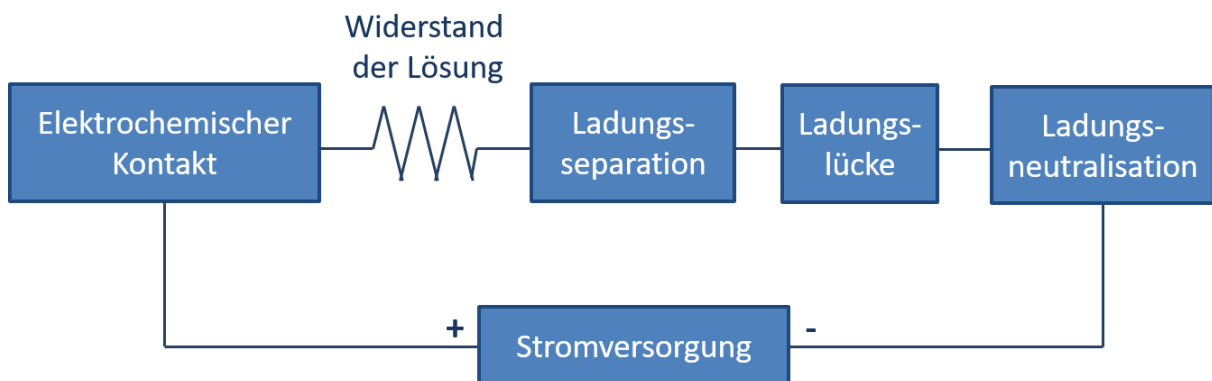 Widerstand
der Lösung
Elektrochemischer
Kontakt
Ladungs-
separation
Ladungs-
lücke
Ladungs-
neutralisation
+
-
Stromversorgung